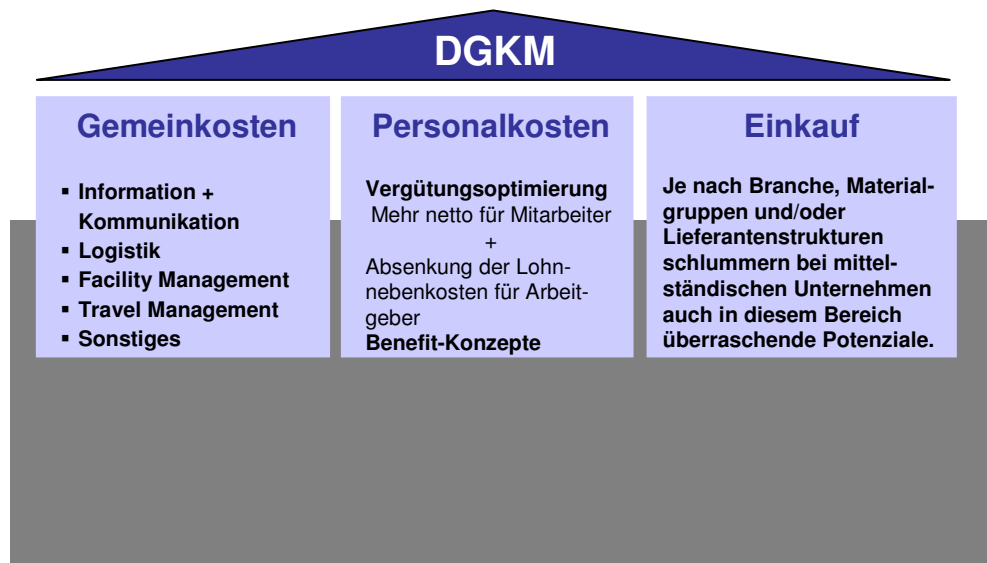 DGKM
Gemeinkosten
▪ Information +
Kommunikation
▪ Logistik
▪ Facility Management
▪ Travel Management
▪ Sonstiges
Personalkosten
Vergütungsoptimierung
Mehr netto für Mitarbeiter
+
Absenkung der Lohn-
nebenkosten für Arbeit-
geber
Benefit-Konzepte
Einkauf
Je nach Branche, Material-
gruppen und/oder
Lieferantenstrukturen
schlummern bei mittel-
ständischen Unternehmen
auch in diesem Bereich
überraschende Potenziale.